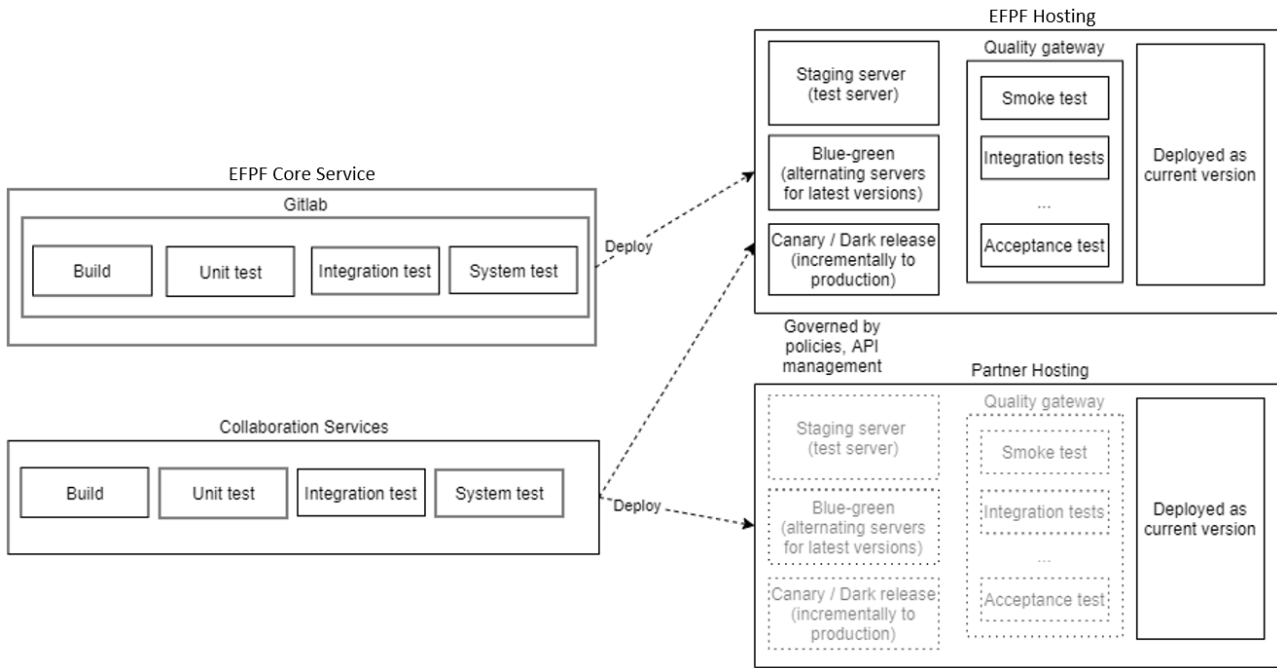 EFPF Core Service
Gitlab
Build
Unit test
Integration test
System test
Deploy
Collaboration Services
Build
Unit test
Integration test
System test
Deploy
EFPF Hosting
Staging server
(test server)
Blue-green
(alternating servers
for latest versions)
Canary / Dark release
(incrementally to
production)
Quality gateway
Smoke test
Integration tests
...
Acceptance test
Deployed as
current version
Governed by
policies, API
management
Partner Hosting
Staging server
(test server)
Blue-green
(alternating servers
for latest versions)
Canary / Dark release
(incrementally to
production)
Quality gateway
Smoke test
Integration tests
...
Acceptance test
Deployed as
current version